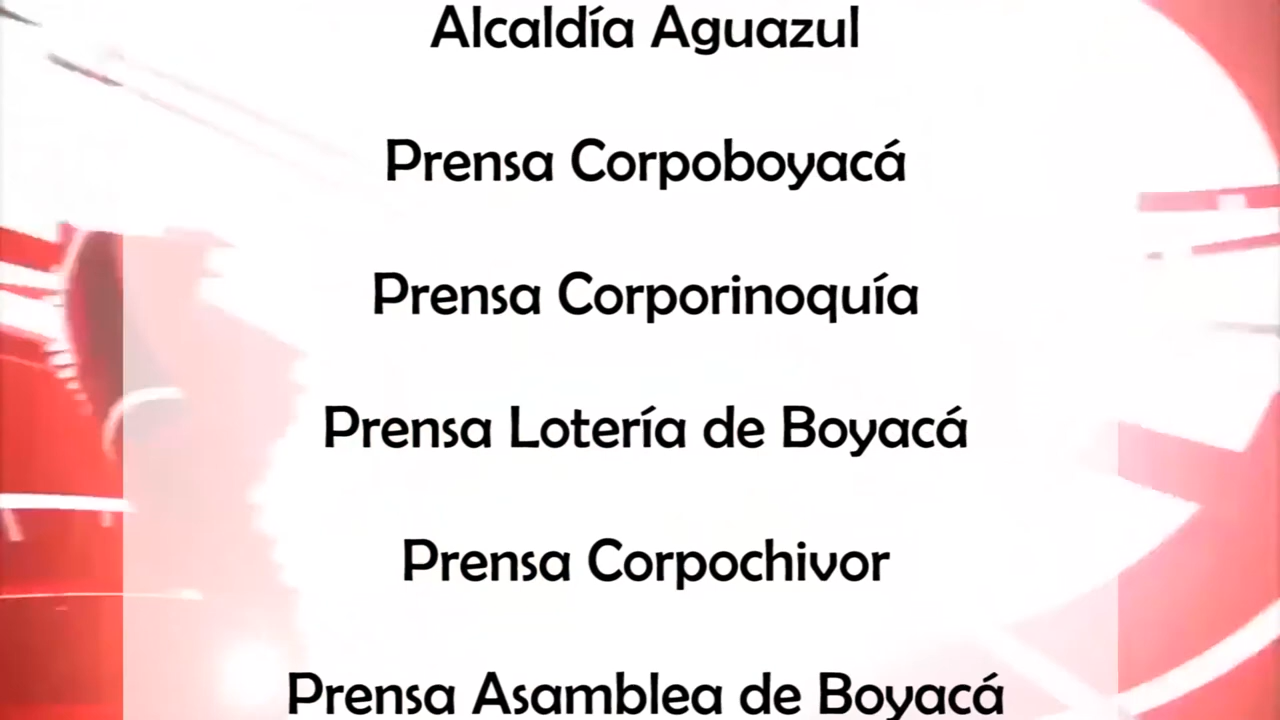 Alcaldía Aguazul
Prensa Corpoboyacá
Prensa Corporinoquía
Prensa Lotería de Boyacá
Prensa Corpochivor
Prensa Asamblea de Boyacá